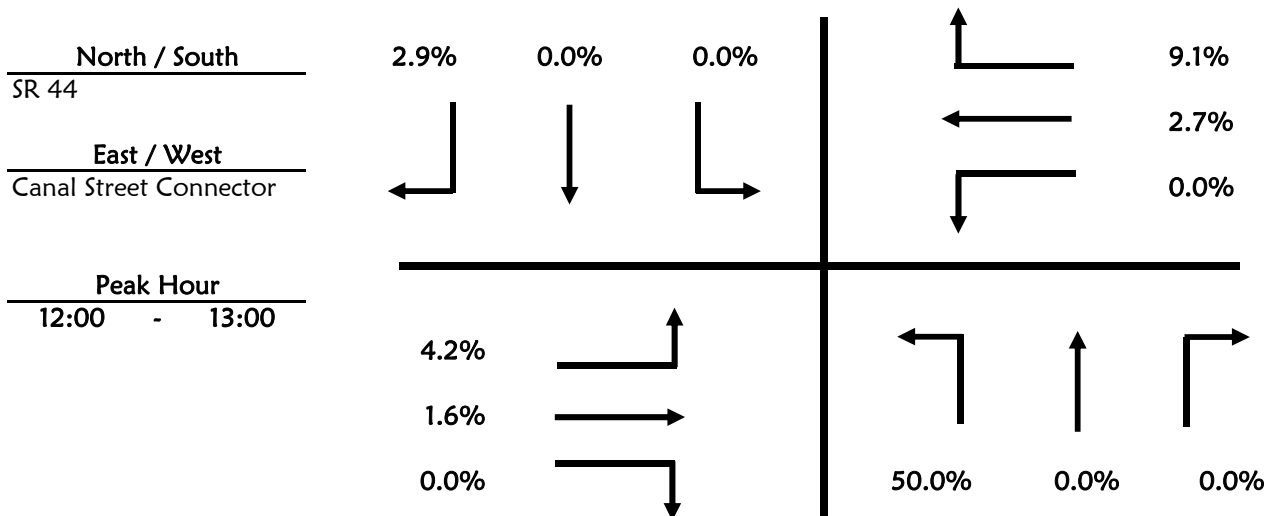 North / South
SR 44
East / West
Canal Street Connector
Peak Hour
12:00 - 13:00
2.9% 0.0% 0.0%
9.1%
2.7%
0.0%
4.2%
1.6%
0.0%
50.0% 0.0% 0.0%